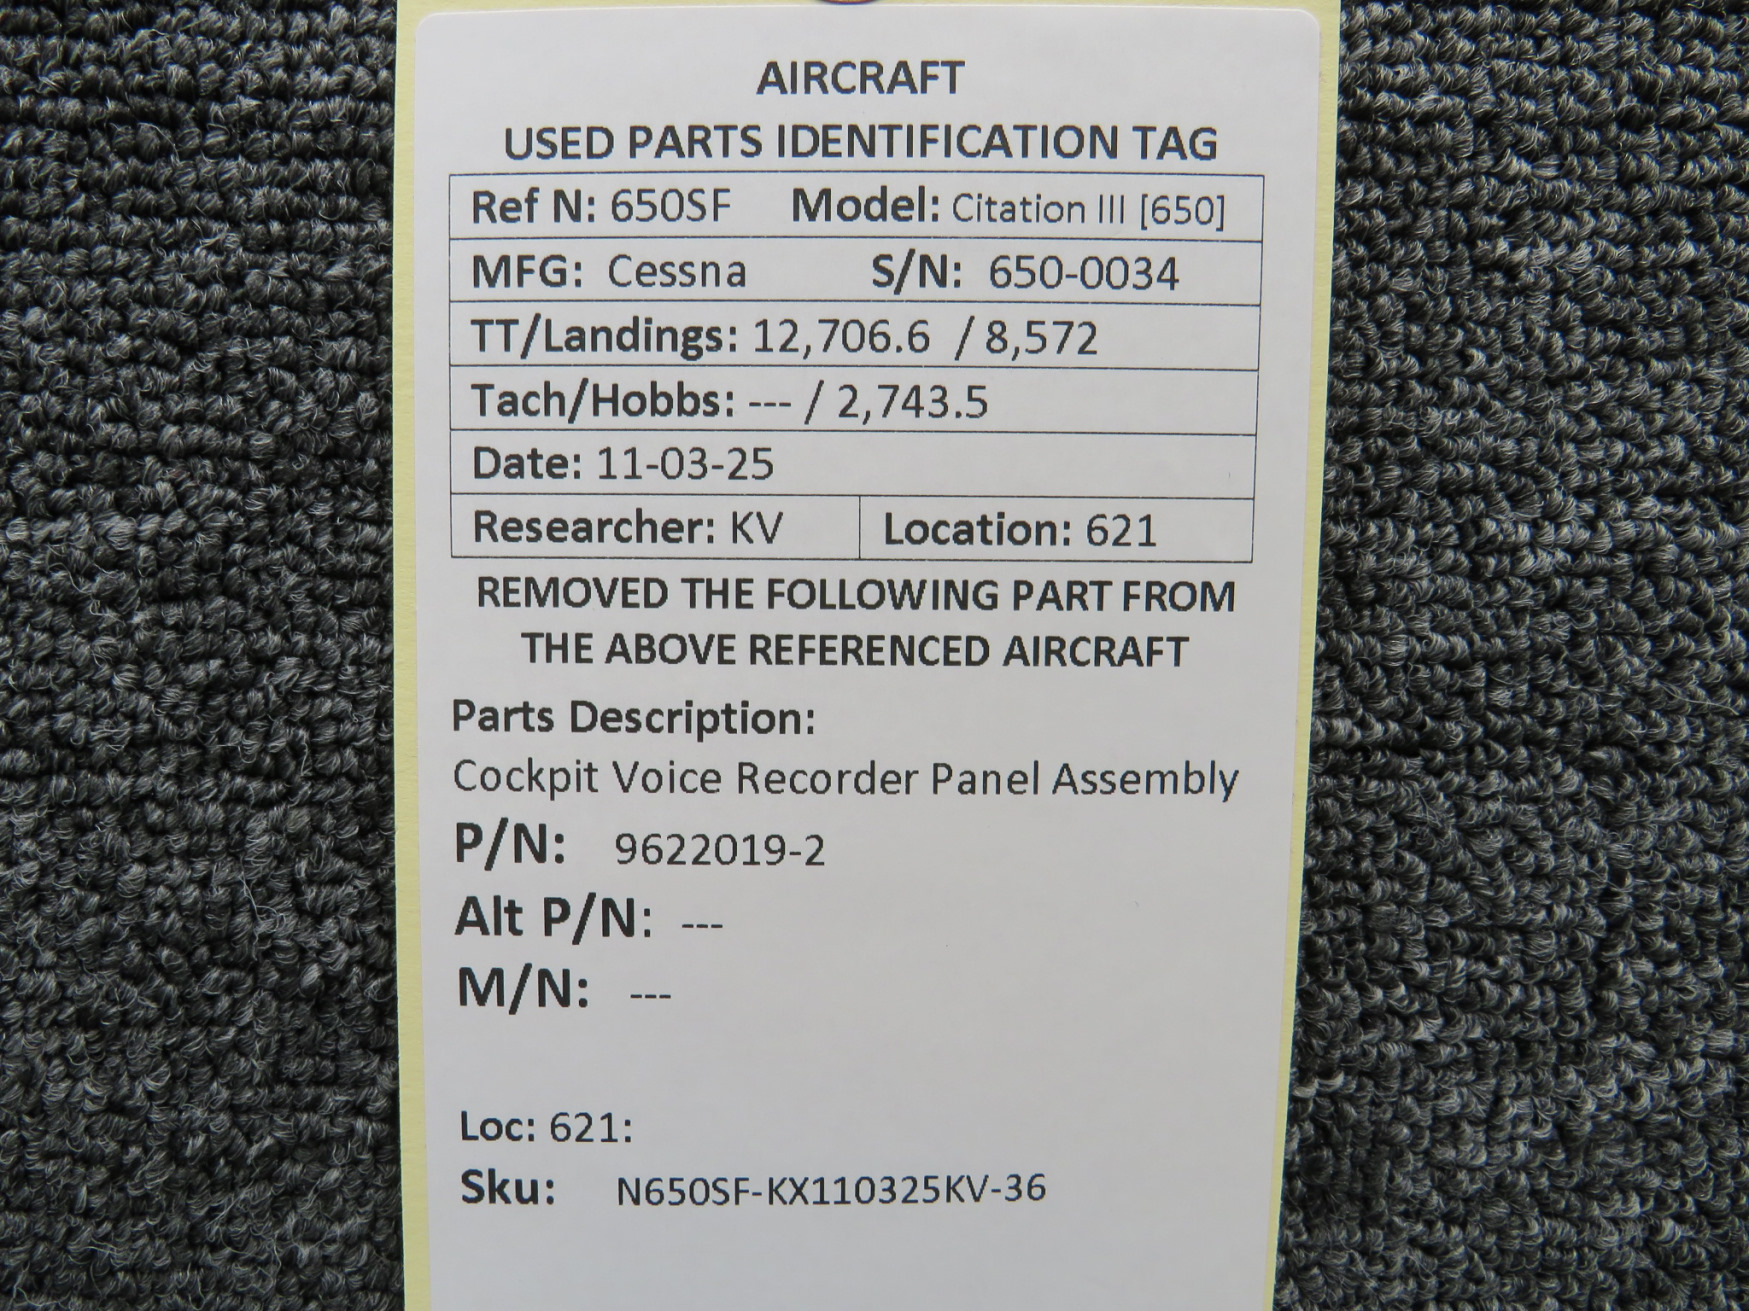 AIRCRAFT
USED PARTS IDENTIFICATION TAG
Ref N: 650SF Model: Citation III [650]
MFG: Cessna S/N: 650-0034
TT/Landings: 12,706.6 / 8,572
Tach/Hobbs: --- / 2,743.5
Date: 11-03-25
Researcher: KV Location: 621
REMOVED THE FOLLOWING PART FROM
THE ABOVE REFERENCED AIRCRAFT
Parts Description:
Cockpit Voice Recorder Panel Assembly
P/N: 9622019-2
Alt P/N: ---
M/N: ---
Loc: 621:
Sku: N650SF-KX110325KV-36